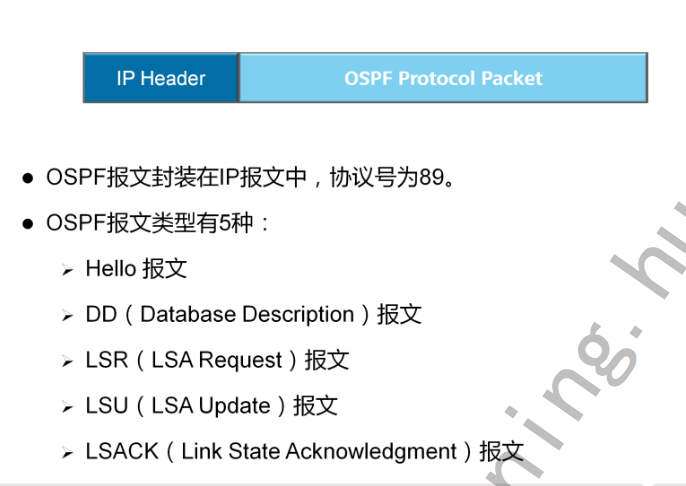 IP Header OSPF Protocol Packet
● OSPF报文封装在IP报文中，协议号为89。
● OSPF报文类型有5种：
➢ Hello 报文
➢ DD（Database Description）报文
➢ LSR（LSA Request）报文
➢ LSU（LSA Update）报文
➢ LSACK（Link State Acknowledgment）报文
ning.hu